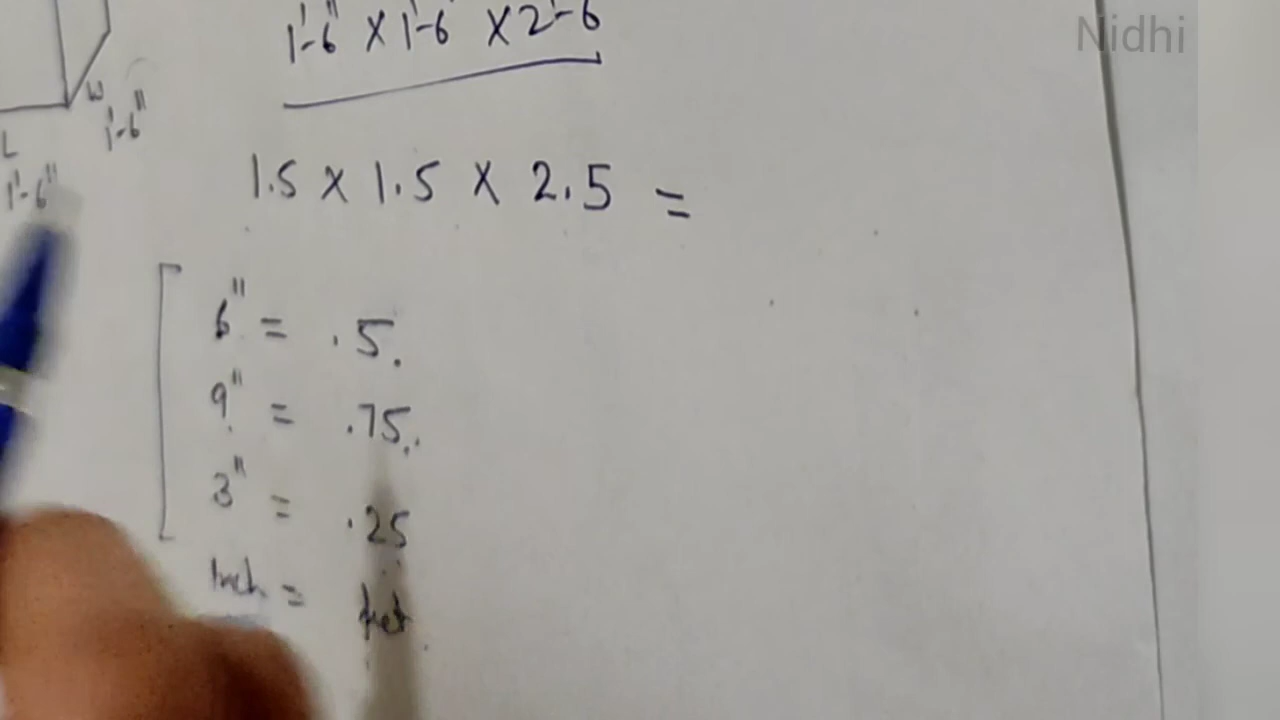 Nidhi
1'-6" X 1'-6 X 2'-6
W
1'-6"
L
1'-6"
1.5 X 1.5 X 2.5 =
6" = .5.
9" = .75.
3" = .25
Inch = feet